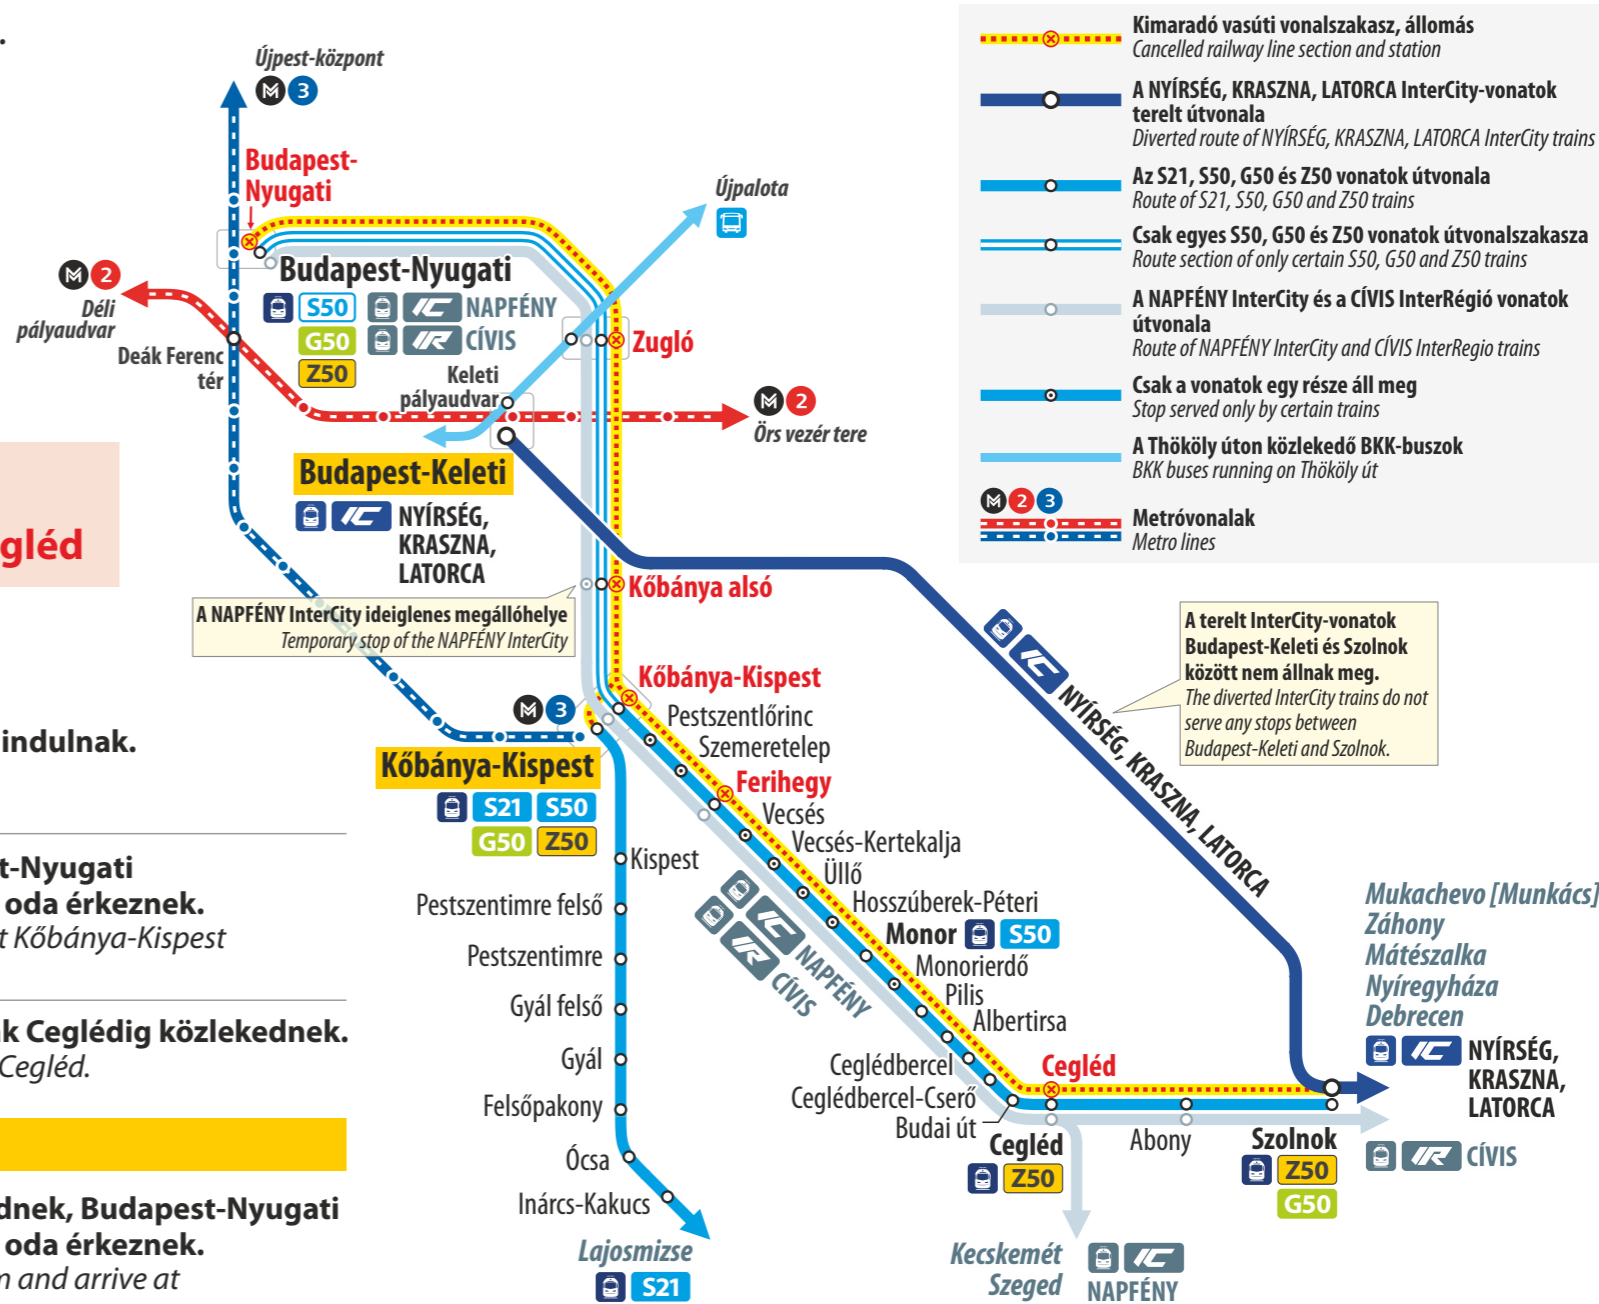 .
Újpest-központ
M 3
Budapest-
Nyugati
Újpalota
M 2
Déli
pályaudvar
Deák Ferenc
tér
Budapest-Nyugati
S50 IC NAPFÉNY
G50 IR CÍVIS
Z50
Zugló
Keleti
pályaudvar
M 2
Örs vezér tere
Budapest-Keleti
IC NYÍRSÉG,
KRASZNA,
LATORCA
gléd
Kőbánya alsó
A NAPFÉNY InterCity ideiglenes megállóhelye
Temporary stop of the NAPFÉNY InterCity
Kőbánya-Kispest
M 3
Kőbánya-Kispest
S21 S50
G50 Z50
Pestszentlőrinc
Szemeretelep
Ferihegy
Vecsés
Vecsés-Kertekalja
Üllő
Hosszúberek-Péteri
Monor S50
Monorierdő
Pilis
Albertirsa
Ceglédbercel
Ceglédbercel-Cserő
Budai út
Cegléd
Cegléd
Z50
Abony
Szolnok
Z50
G50
IC NAPFÉNY
IR CÍVIS
Kispest
Pestszentimre felső
Pestszentimre
Gyál felső
Gyál
Felsőpakony
Ócsa
Inárcs-Kakucs
Lajosmizse
S21
Kecskemét
Szeged
IC
NAPFÉNY
IC NYÍRSÉG, KRASZNA, LATORCA
A terelt InterCity-vonatok
Budapest-Keleti és Szolnok
között nem állnak meg.
The diverted InterCity trains do not
serve any stops between
Budapest-Keleti and Szolnok.
Mukachevo [Munkács]
Záhony
Mátészalka
Nyíregyháza
Debrecen
IC NYÍRSÉG,
KRASZNA,
LATORCA
IR CÍVIS
Kimaradó vasúti vonalszakasz, állomás
Cancelled railway line section and station
A NYÍRSÉG, KRASZNA, LATORCA InterCity-vonatok
terelt útvonala
Diverted route of NYÍRSÉG, KRASZNA, LATORCA InterCity trains
Az S21, S50, G50 és Z50 vonatok útvonala
Route of S21, S50, G50 and Z50 trains
Csak egyes S50, G50 és Z50 vonatok útvonalszakasza
Route section of only certain S50, G50 and Z50 trains
A NAPFÉNY InterCity és a CÍVIS InterRégió vonatok
útvonala
Route of NAPFÉNY InterCity and CÍVIS InterRegio trains
Csak a vonatok egy része áll meg
Stop served only by certain trains
A Thököly úton közlekedő BKK-buszok
BKK buses running on Thököly út
M 2 3
Metróvonalak
Metro lines
indulnak.
t-Nyugati
oda érkeznek.
t Kőbánya-Kispest
k Ceglédig közlekednek.
Cegléd.
dnek, Budapest-Nyugati
oda érkeznek.
n and arrive at